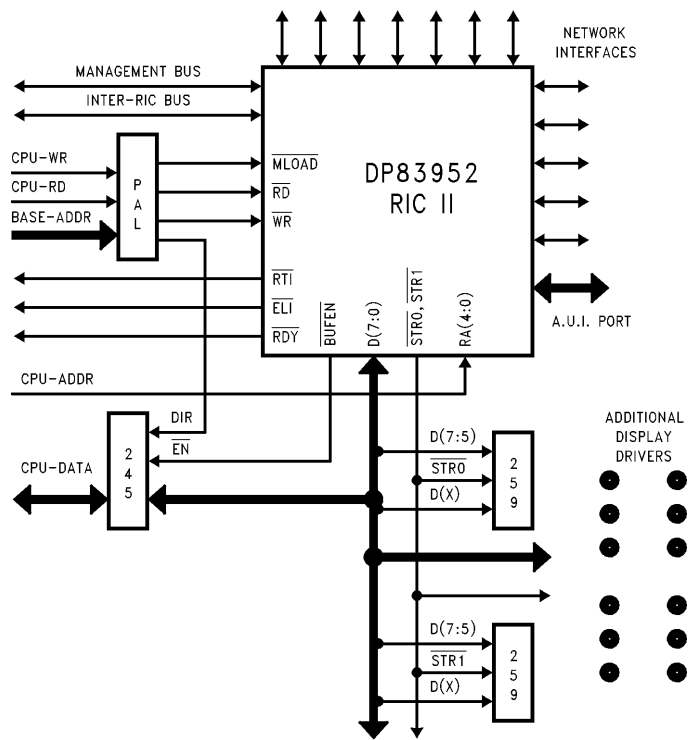 NETWORK
INTERFACES
MANAGEMENT BUS
INTER-RIC BUS
CPU-WR
CPU-RD
BASE-ADDR
P
A
L
MLOAD
RD
WR
DP83952
RIC II
RTI
ELI
RDY
BUFEN
D(7:0)
STR0, STR1
RA(4:0)
A.U.I. PORT
CPU-ADDR
DIR
EN
CPU-DATA
2
4
5
D(7:5)
STR0
D(X)
2
5
9
ADDITIONAL
DISPLAY
DRIVERS
D(7:5)
STR1
D(X)
2
5
9